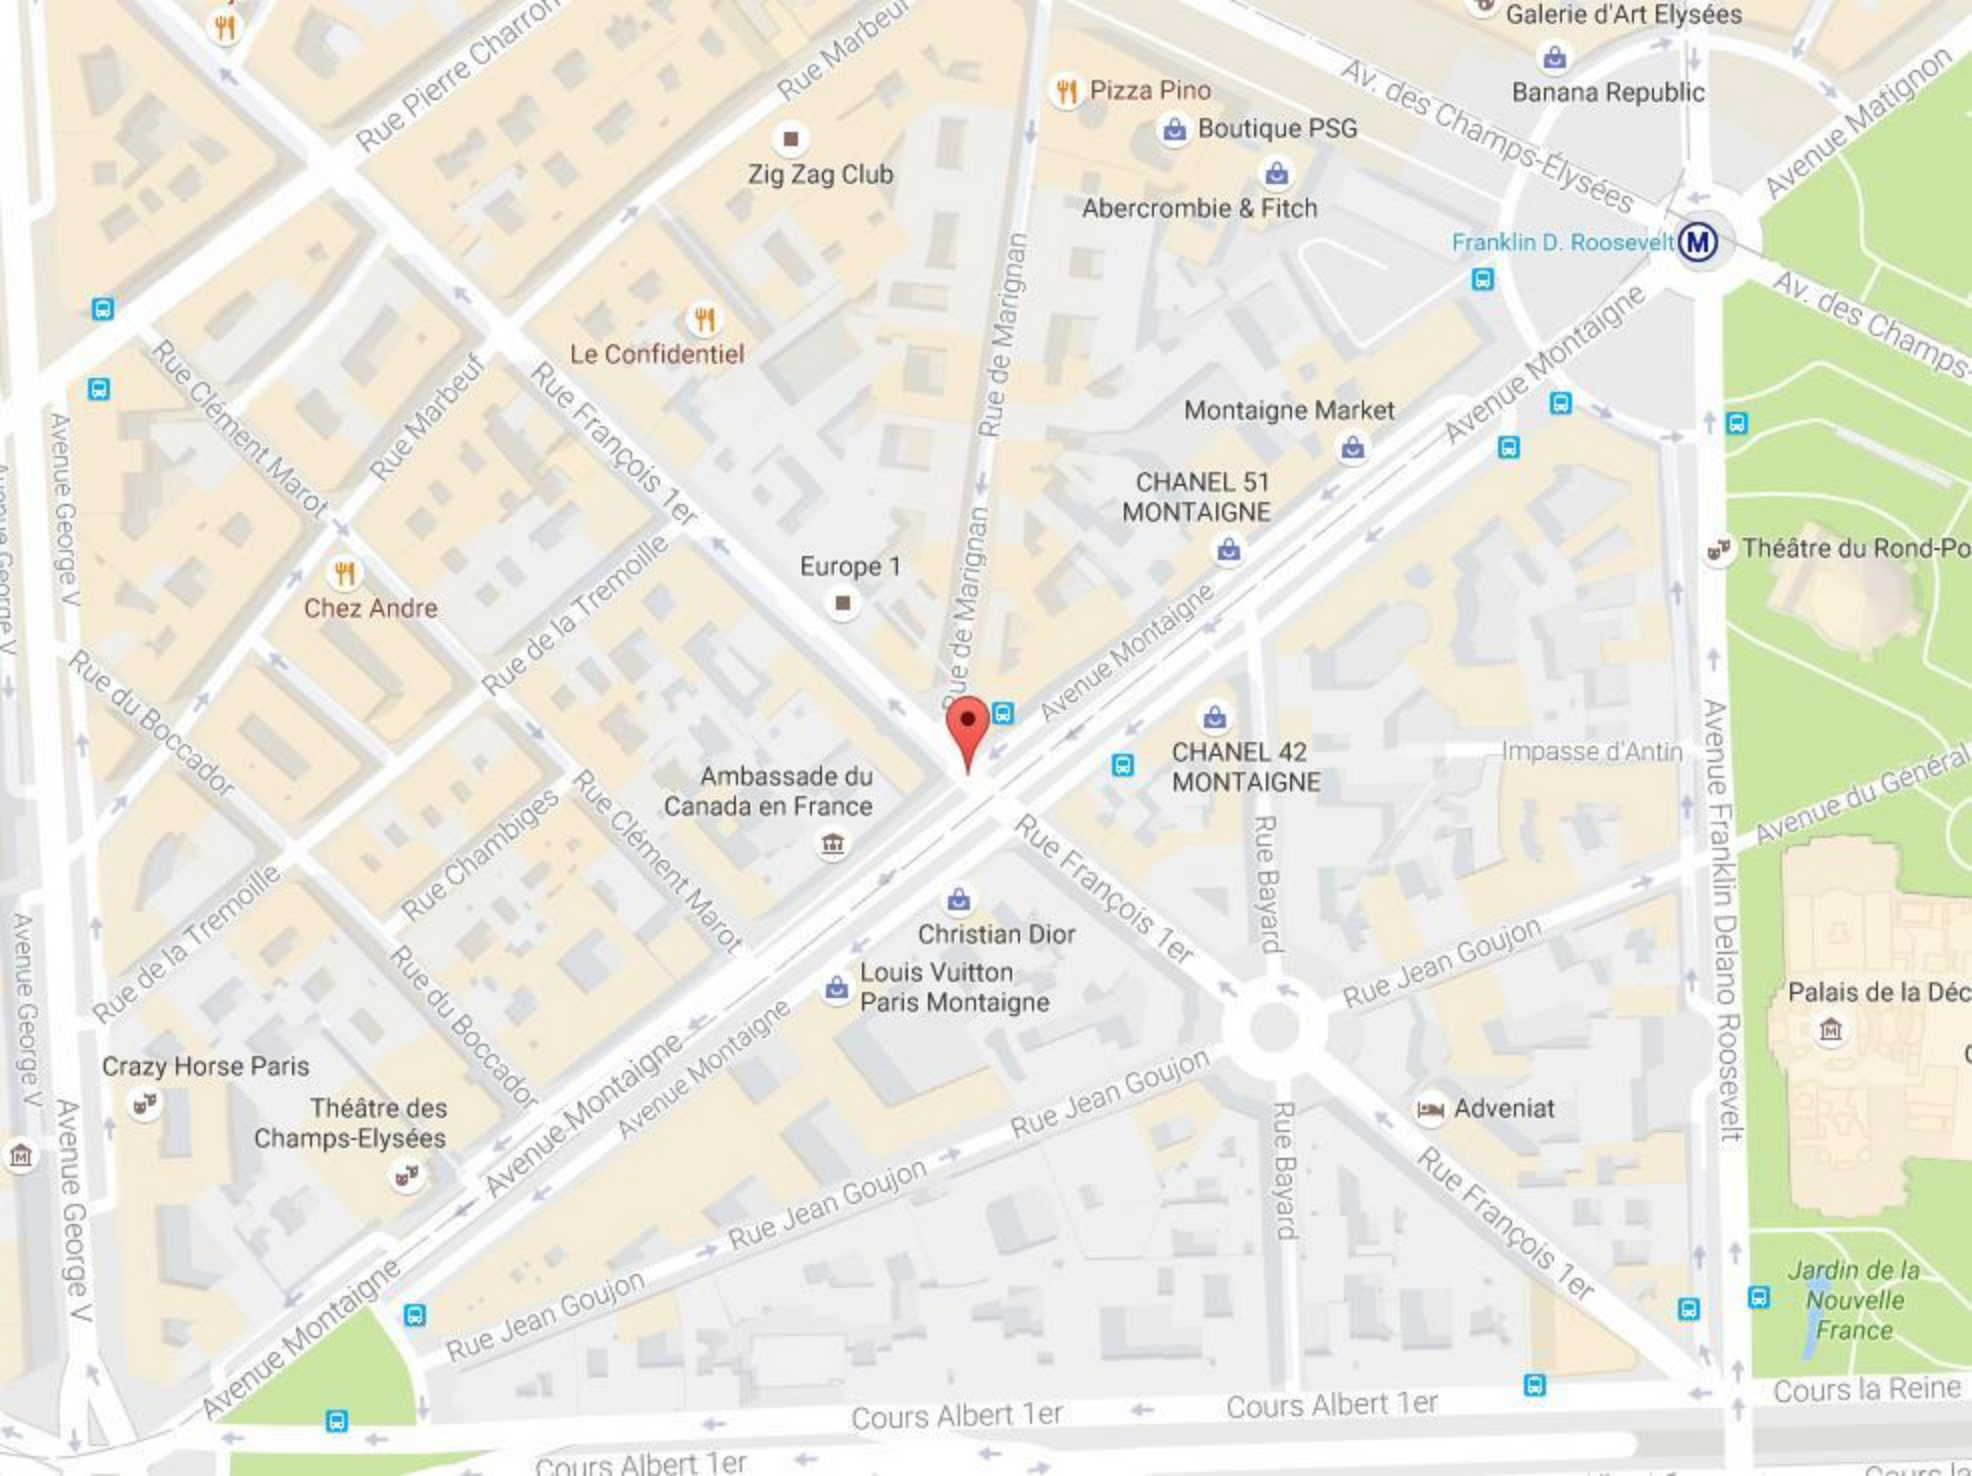 Galerie d'Art Elysées
Rue Pierre Charron
Rue Marbeuf
Pizza Pino
Banana Republic
Av. des Champs-Élysées
Avenue Matignon
Boutique PSG
Zig Zag Club
Abercrombie & Fitch
Franklin D. Roosevelt
M
Av. des Champs-
Rue de Marignan
Le Confidentiel
Rue Clément Marot
Rue Marbeuf
Rue François 1er
Avenue Montaigne
Montaigne Market
Avenue George V
Avenue George V
CHANEL 51
MONTAIGNE
Théâtre du Rond-Po
Europe 1
Rue de Marignan
Chez Andre
Rue de la Tremoille
Avenue Montaigne
Rue de Marignan
Rue du Boccador
CHANEL 42
MONTAIGNE
Impasse d'Antin
Avenue du Général
Ambassade du
Canada en France
Rue Chambiges
Rue Clément Marot
Rue François 1er
Rue Bayard
Avenue Franklin Delano Roosevelt
Rue de la Tremoille
Christian Dior
Rue Jean Goujon
Louis Vuitton
Paris Montaigne
Avenue George V
Rue du Boccador
Palais de la Déc
Crazy Horse Paris
Avenue Montaigne
Avenue Montaigne
Théâtre des
Champs-Elysées
Rue Jean Goujon
Adveniat
Avenue George V
Rue Bayard
Rue Jean Goujon
Rue François 1er
Avenue Montaigne
Rue Jean Goujon
Jardin de la
Nouvelle
France
Cours Albert 1er
Cours Albert 1er
Cours la Reine
Cours Albert 1er
Cours la